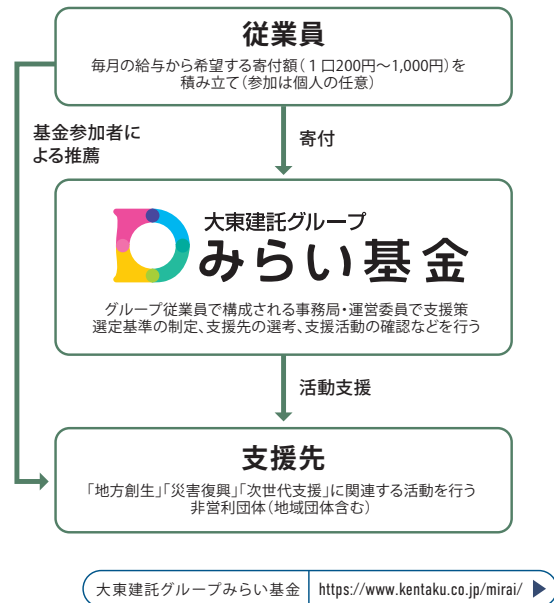 従業員
毎月の給与から希望する寄付額（１口200円～1,000円）を
積み立て（参加は個人の任意）
基金参加者に
よる推薦
寄付
大東建託グループ
みらい基金
グループ従業員で構成される事務局・運営委員で支援策
選定基準の制定、支援先の選考、支援活動の確認などを行う
活動支援
支援先
「地方創生」「災害復興」「次世代支援」に関連する活動を行う
非営利団体（地域団体含む）
大東建託グループみらい基金 https://www.kentaku.co.jp/mirai/